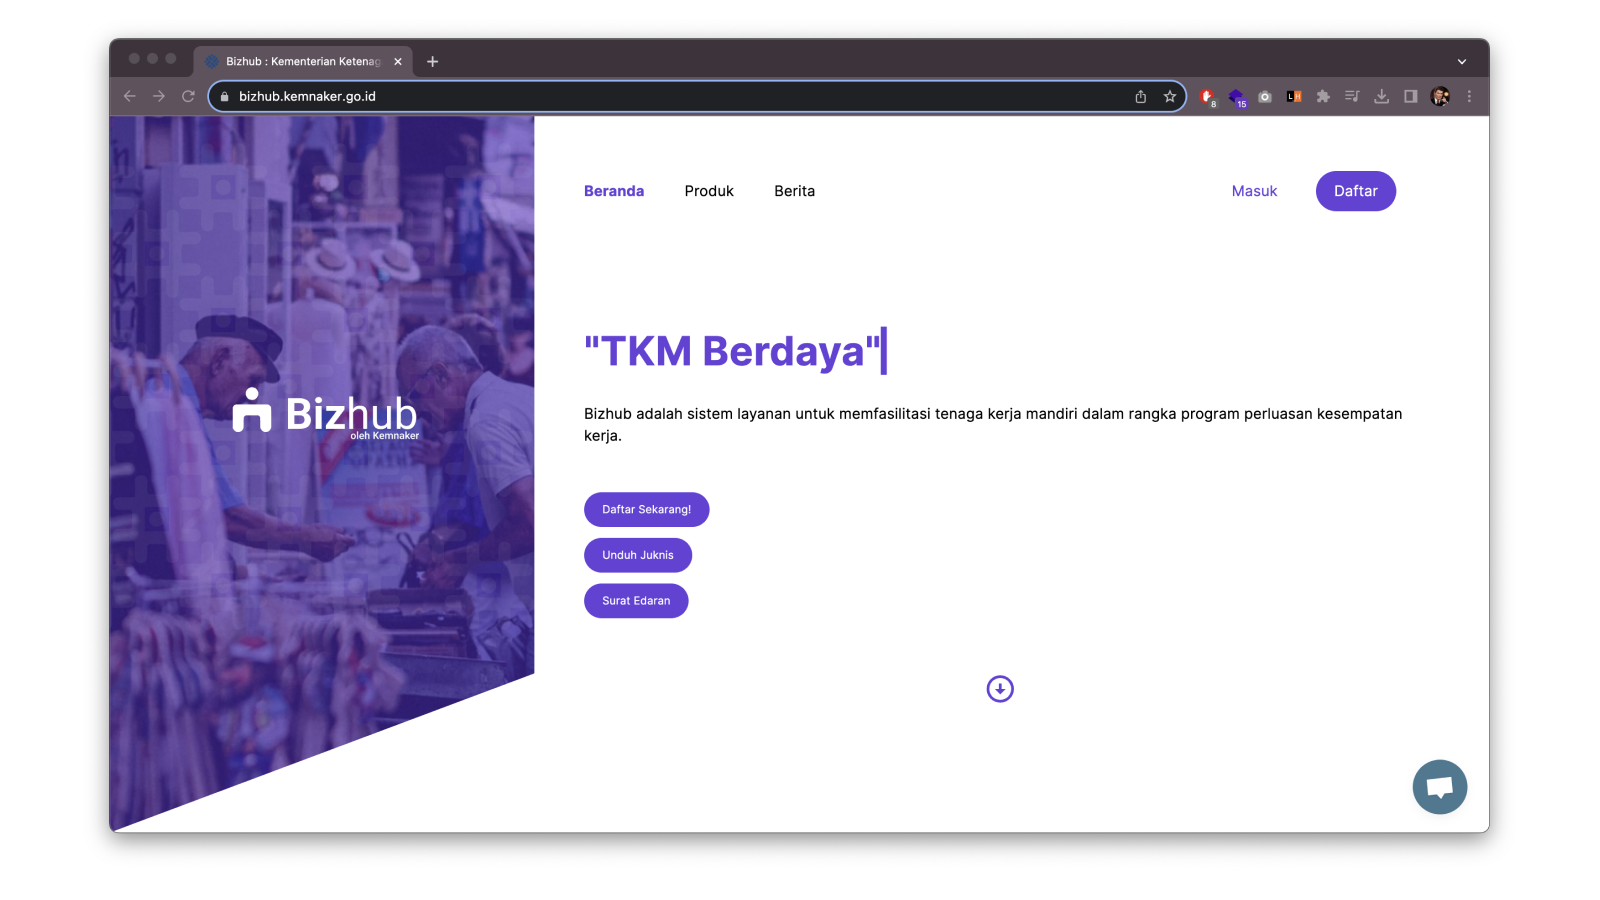 Bizhub : Kementerian Ketenag
bizhub.kemnaker.go.id
8
15
L H
Beranda Produk Berita Masuk Daftar
Bizhub
oleh Kemnaker
"TKM Berdaya"
Bizhub adalah sistem layanan untuk memfasilitasi tenaga kerja mandiri dalam rangka program perluasan kesempatan
kerja.
Daftar Sekarang!
Unduh Juknis
Surat Edaran